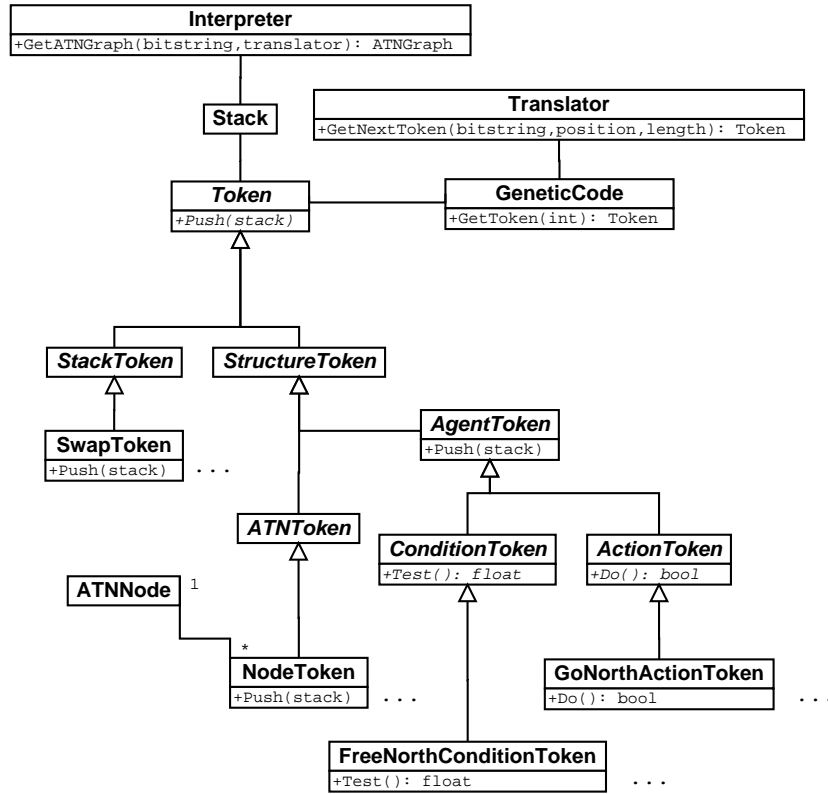 Interpreter
+GetATNGraph(bitstring,translator): ATNGraph
Stack
Translator
+GetNextToken(bitstring,position,length): Token
Token
+Push(stack)
GeneticCode
+GetToken(int): Token
StackToken
StructureToken
SwapToken
+Push(stack)
...
AgentToken
+Push(stack)
ATNToken
ConditionToken
+Test(): float
ActionToken
+Do(): bool
ATNNode
1
*
NodeToken
+Push(stack)
...
GoNorthActionToken
+Do(): bool
...
FreeNorthConditionToken
+Test(): float
...